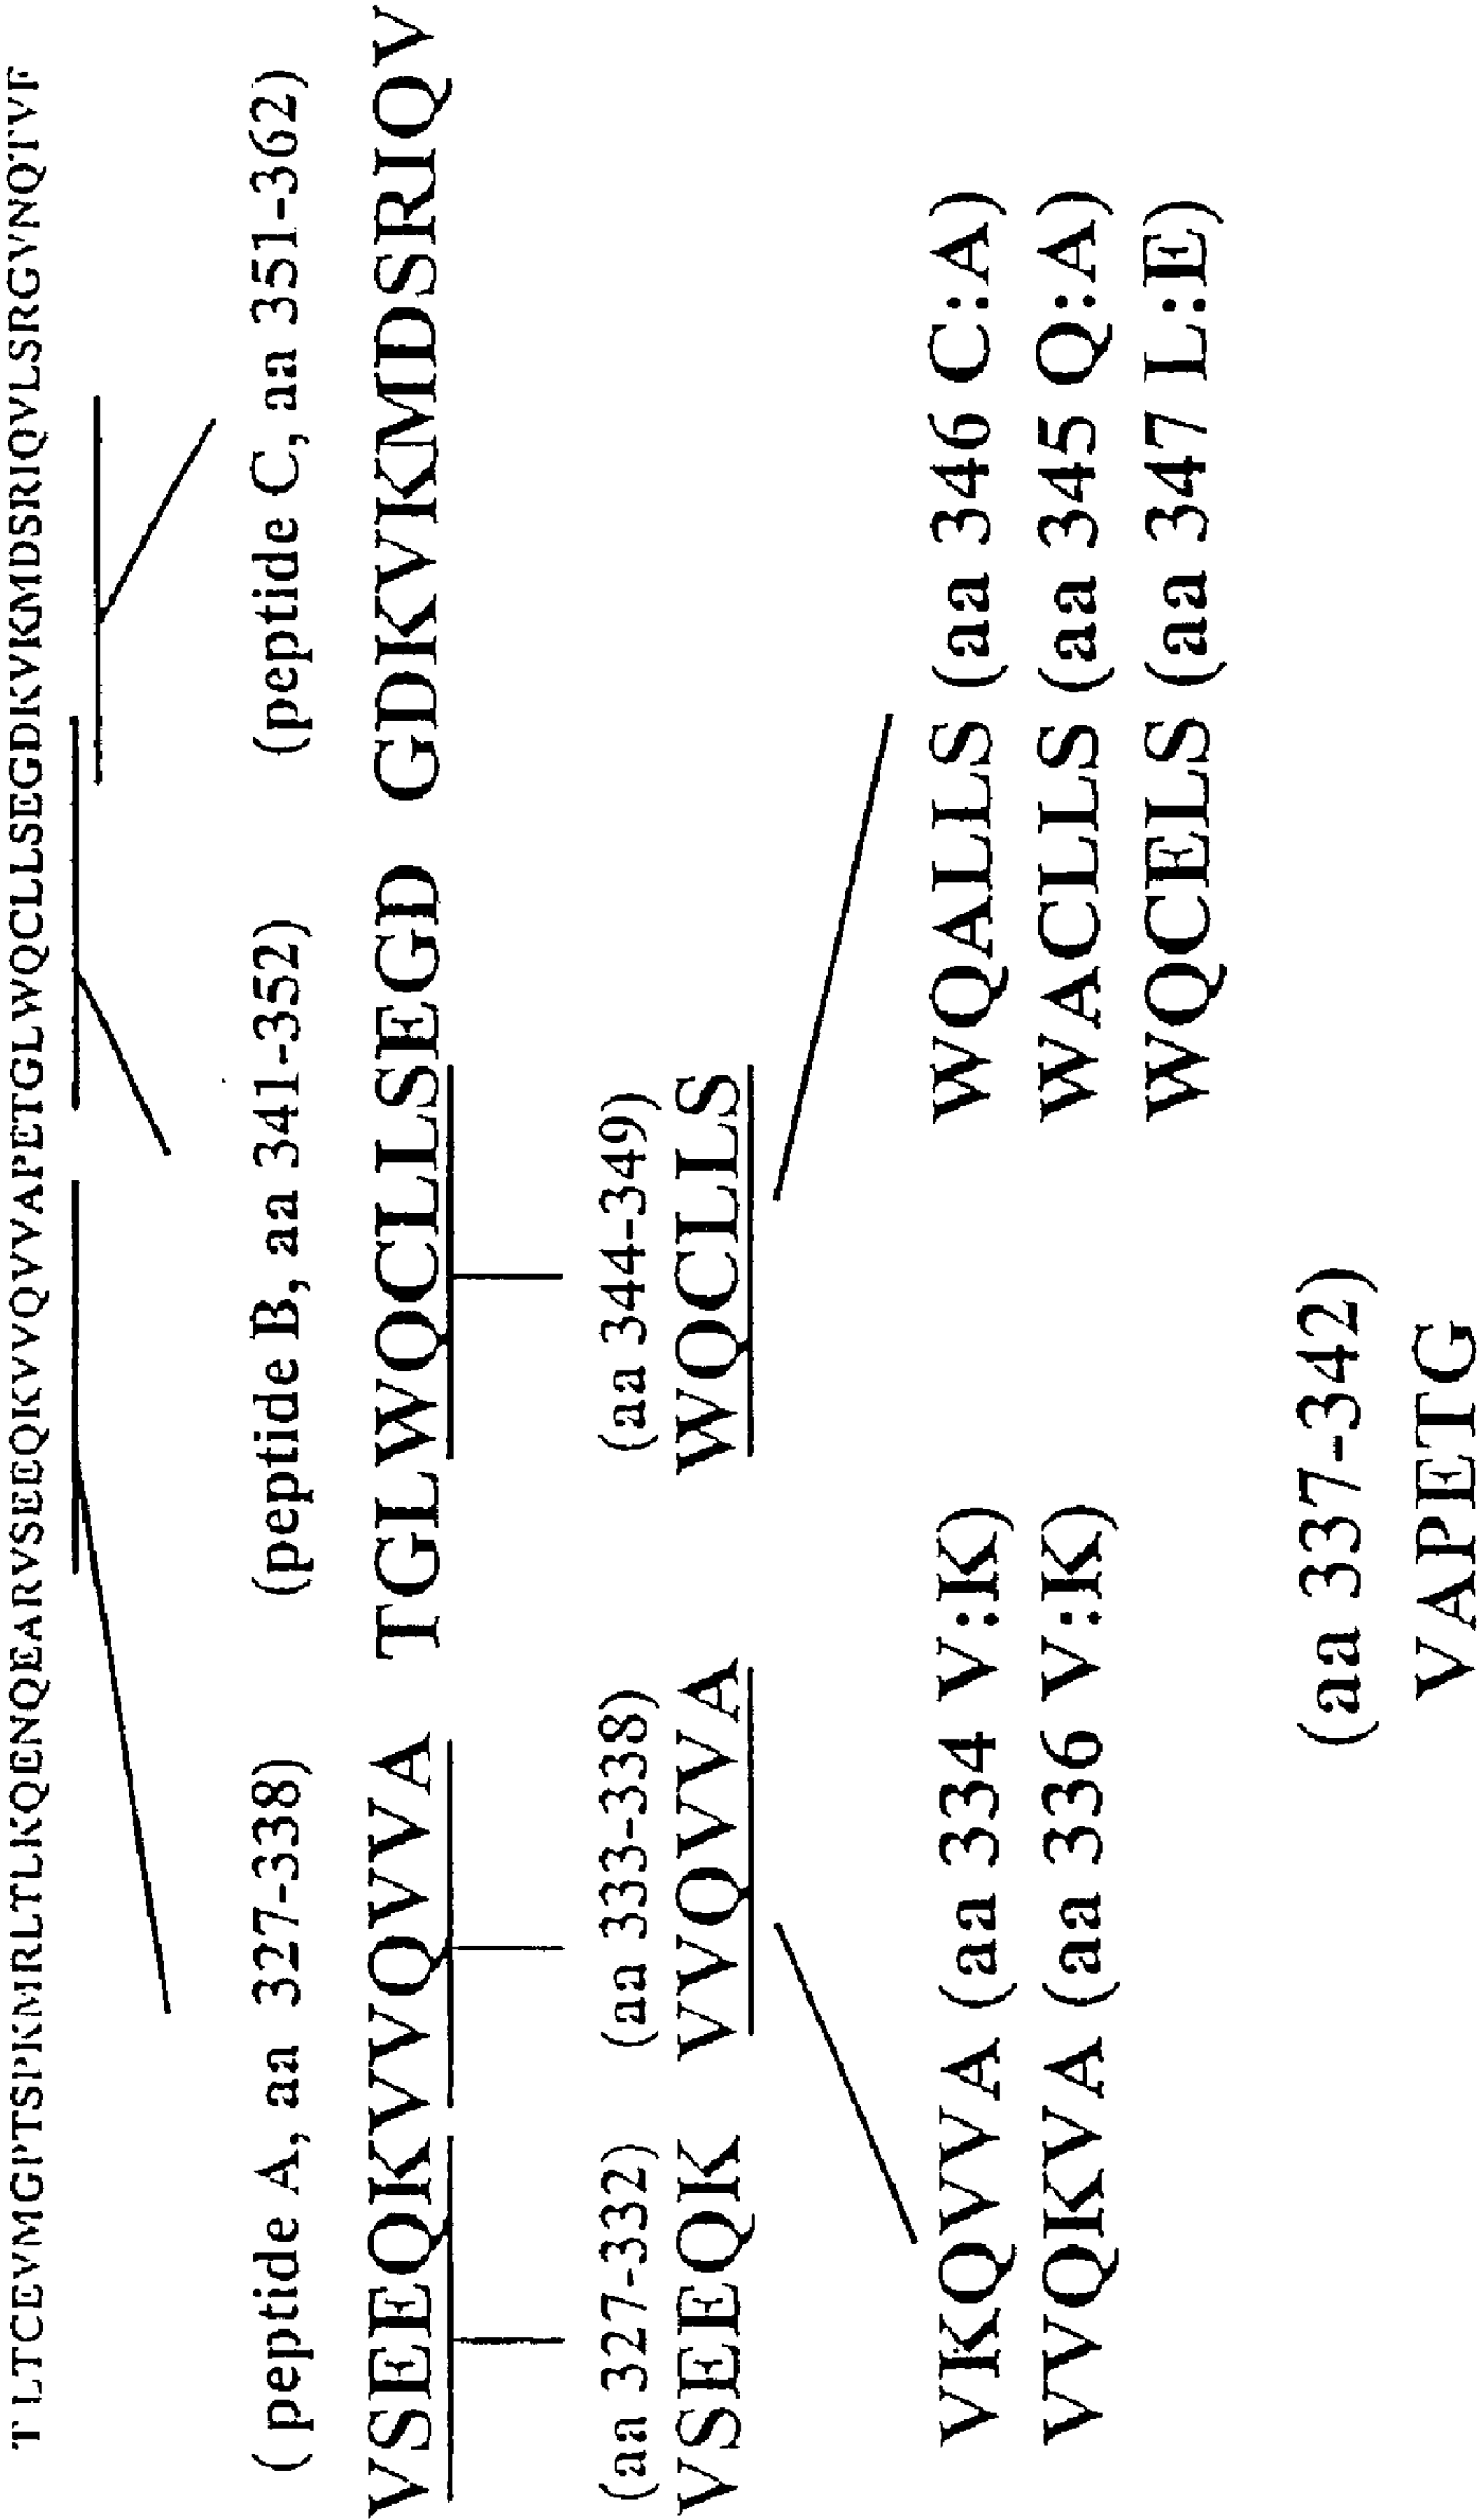 TLTCEVMGPTSPKMRLTLKQENQEARVSEEQKVVQVVAPETGLWQCLLSEGDKVKMDSRIQVLSRGVNQTVF
(peptide A, aa 327-338) (peptide B, aa 341-352) (peptide C, aa 351-362)
VSEEQKVVQVVA TGLWQCLLSEGD GDKVKMDSRIQV
(aa 327-332) (aa 333-338) (aa 344-349)
VSEEQK VVQVVA WQCLLS
VKQVVA (aa 334 V:K) WQALLS (aa 346 C:A)
VVQKVA (aa 336 V:K) WACLLS (aa 345 Q:A)
WQCELS (aa 347 L:E)
(aa 337-342)
VAPETG